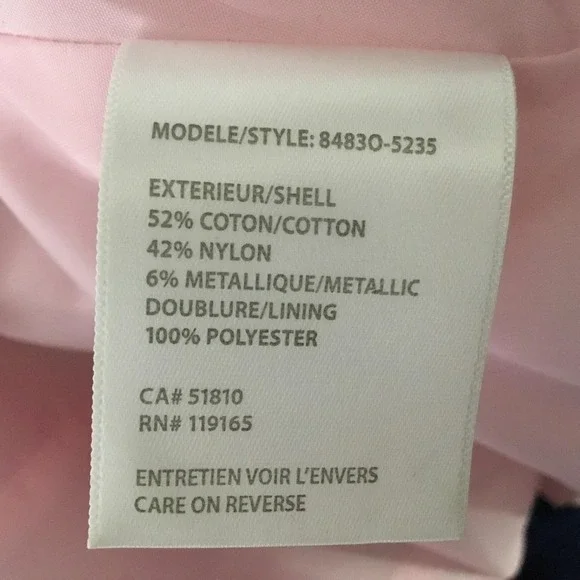 MODELE/STYLE: 8483O-5235
EXTERIEUR/SHELL
52% COTON/COTTON
42% NYLON
6% METALLIQUE/METALLIC
DOUBLURE/LINING
100% POLYESTER
CA# 51810
RN# 119165
ENTRETIEN VOIR L'ENVERS
CARE ON REVERSE